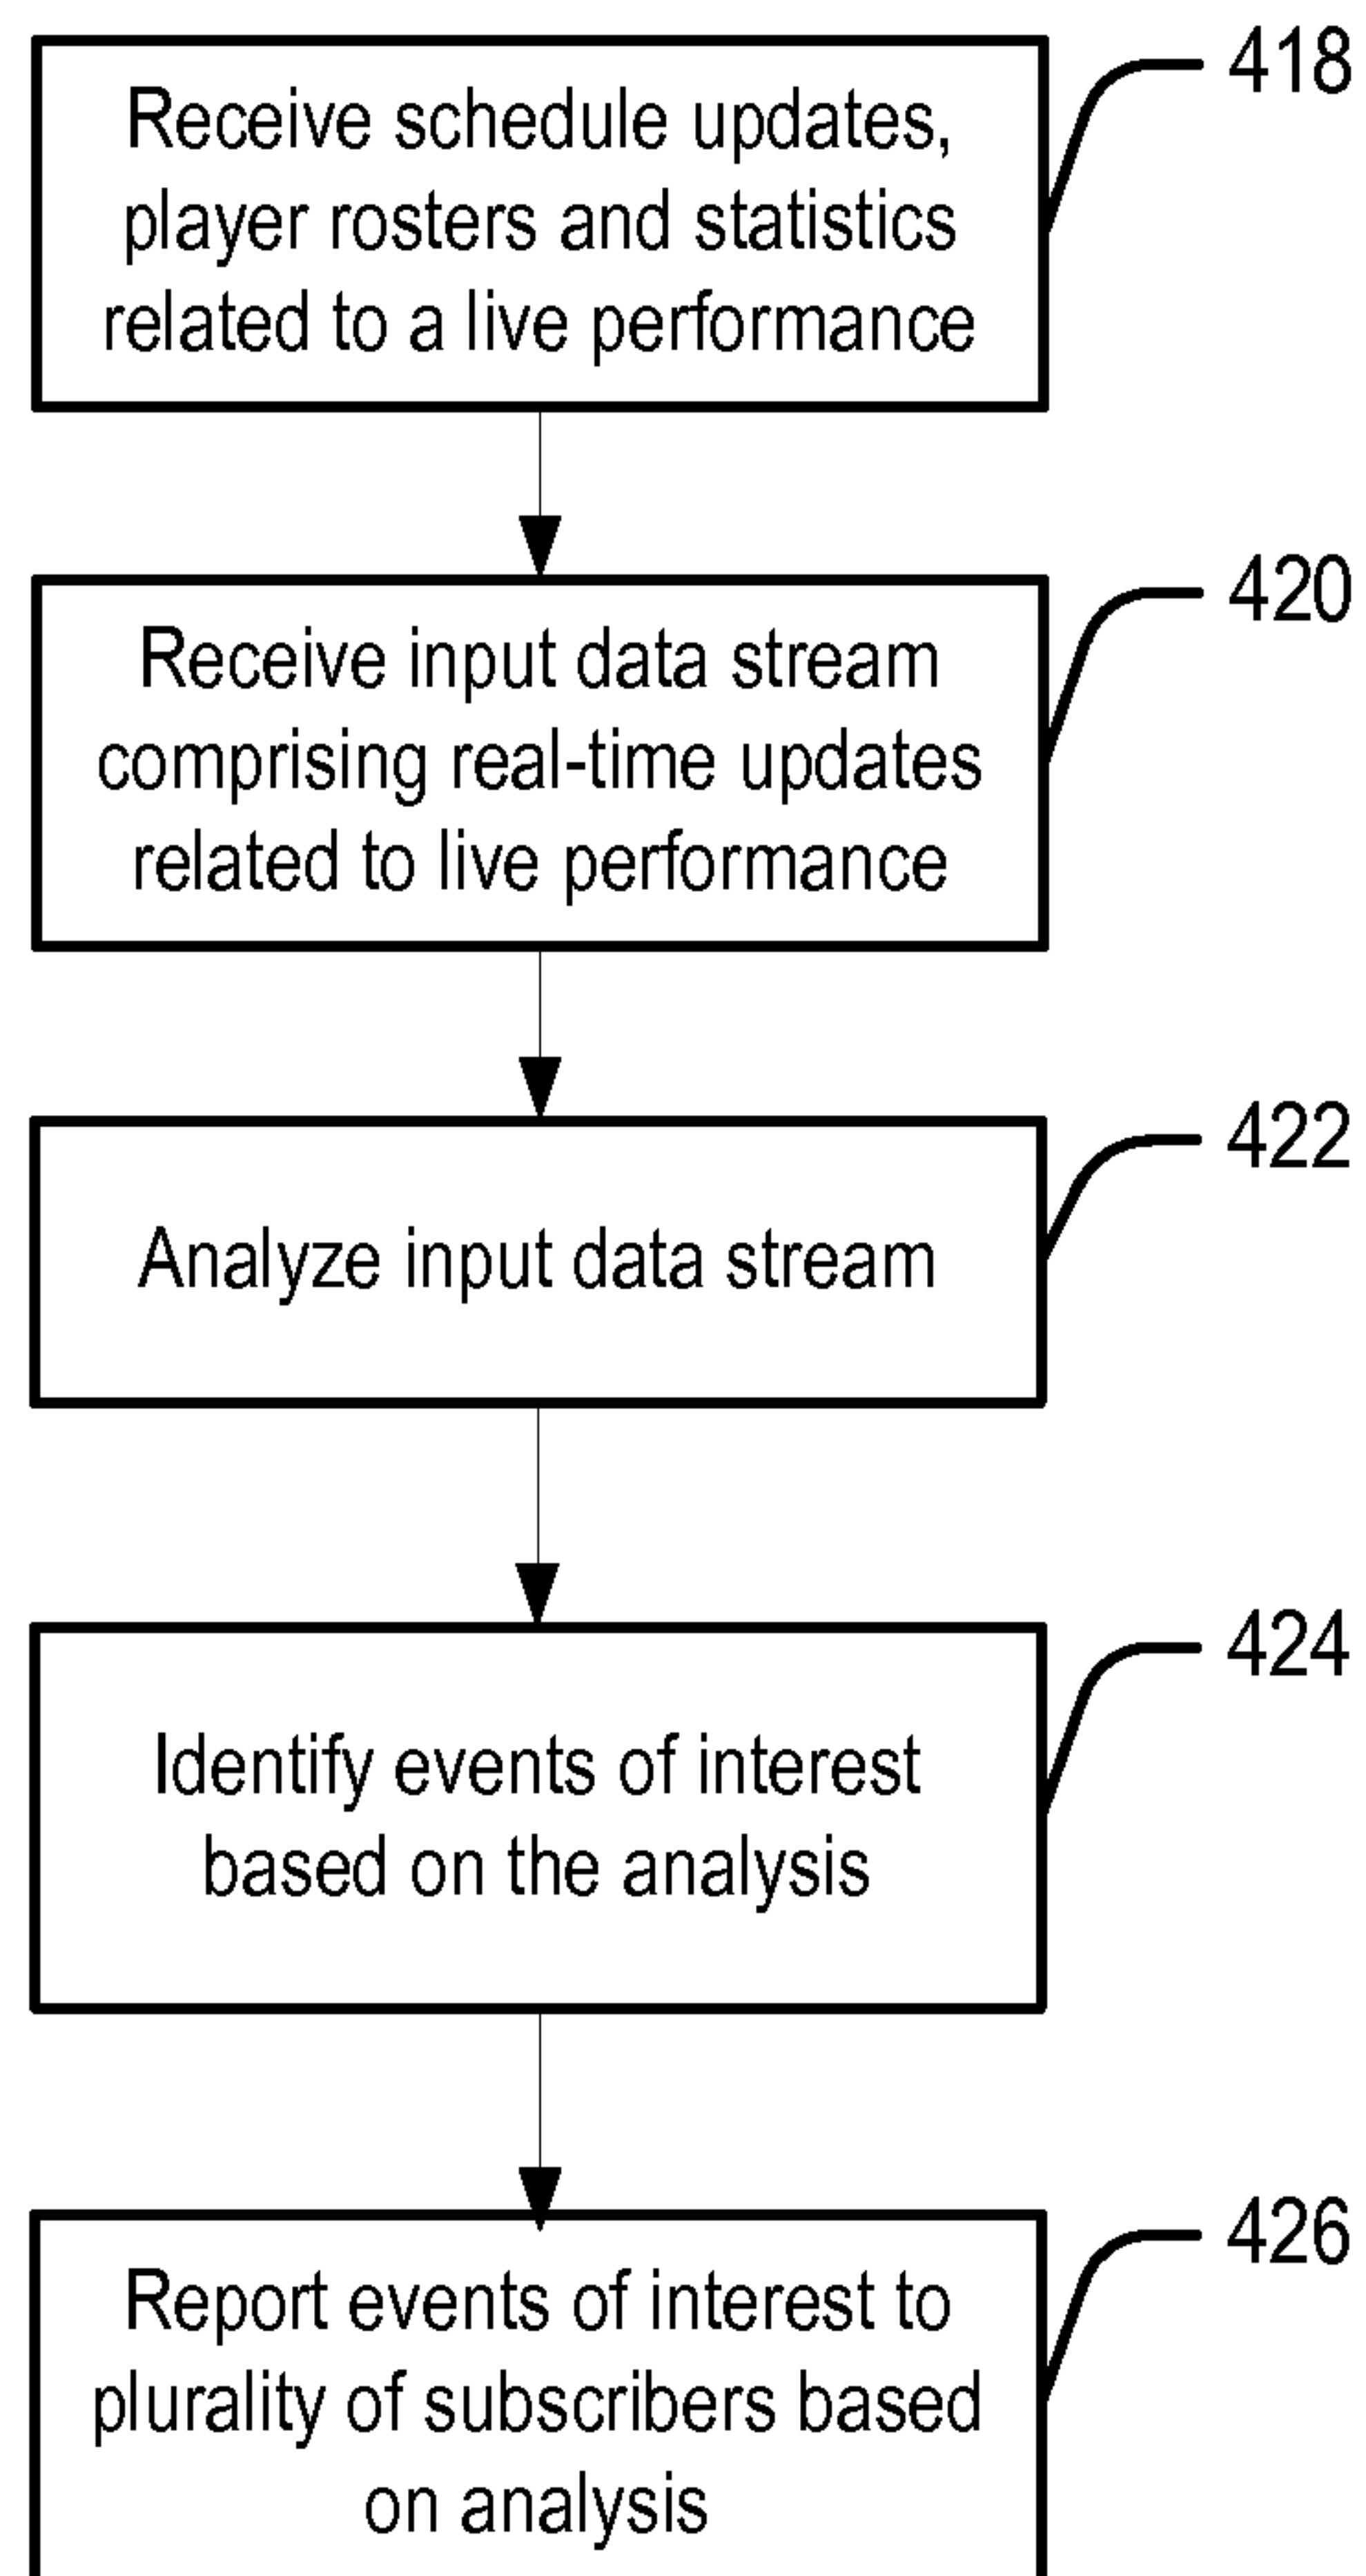 Receive schedule updates,
player rosters and statistics
related to a live performance
418
Receive input data stream
comprising real-time updates
related to live performance
420
Analyze input data stream
422
Identify events of interest
based on the analysis
424
Report events of interest to
plurality of subscribers based
on analysis
426